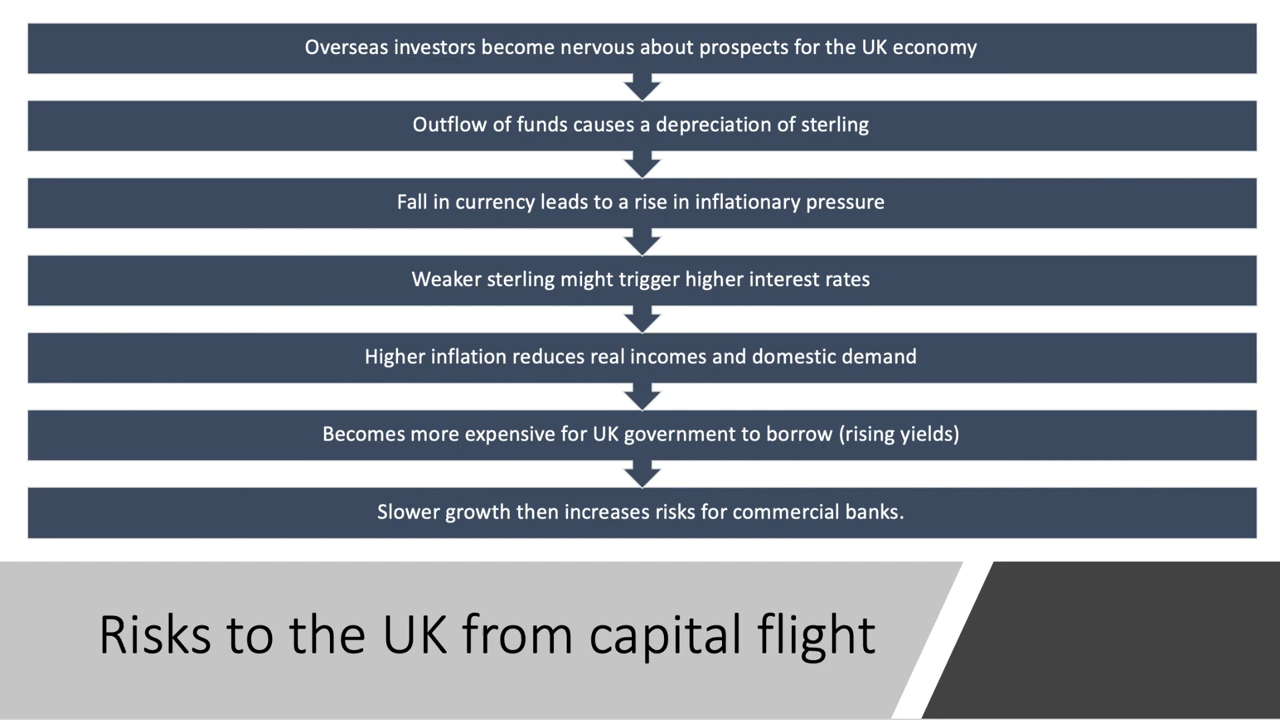 Overseas investors become nervous about prospects for the UK economy
Outflow of funds causes a depreciation of sterling
Fall in currency leads to a rise in inflationary pressure
Weaker sterling might trigger higher interest rates
Higher inflation reduces real incomes and domestic demand
Becomes more expensive for UK government to borrow (rising yields)
Slower growth then increases risks for commercial banks.
Risks to the UK from capital flight